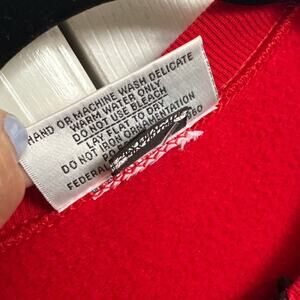 HAND OR MACHINE WASH DELICATE
WARM WATER ONLY
DO NOT USE BLEACH
LAY FLAT TO DRY
DO NOT IRON ORNAMENTATION
FEDERAL